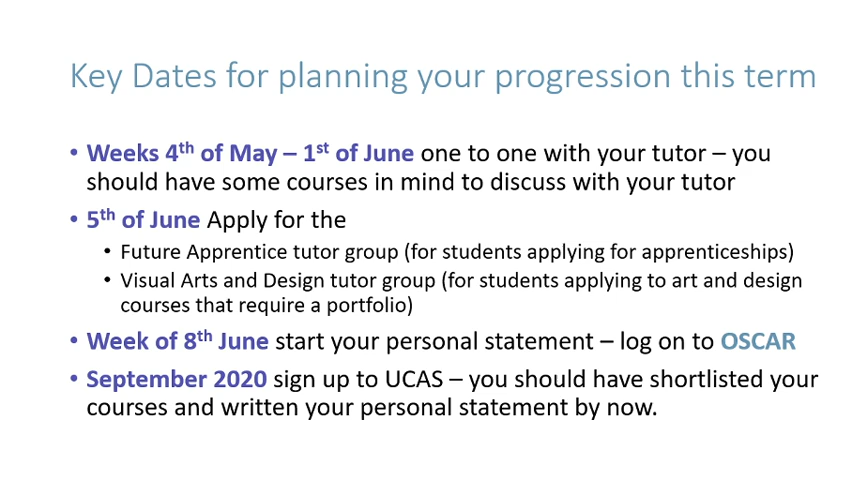 Key Dates for planning your progression this term
• Weeks 4th of May – 1st of June one to one with your tutor – you
should have some courses in mind to discuss with your tutor
• 5th of June Apply for the
• Future Apprentice tutor group (for students applying for apprenticeships)
• Visual Arts and Design tutor group (for students applying to art and design
courses that require a portfolio)
• Week of 8th June start your personal statement – log on to OSCAR
• September 2020 sign up to UCAS – you should have shortlisted your
courses and written your personal statement by now.